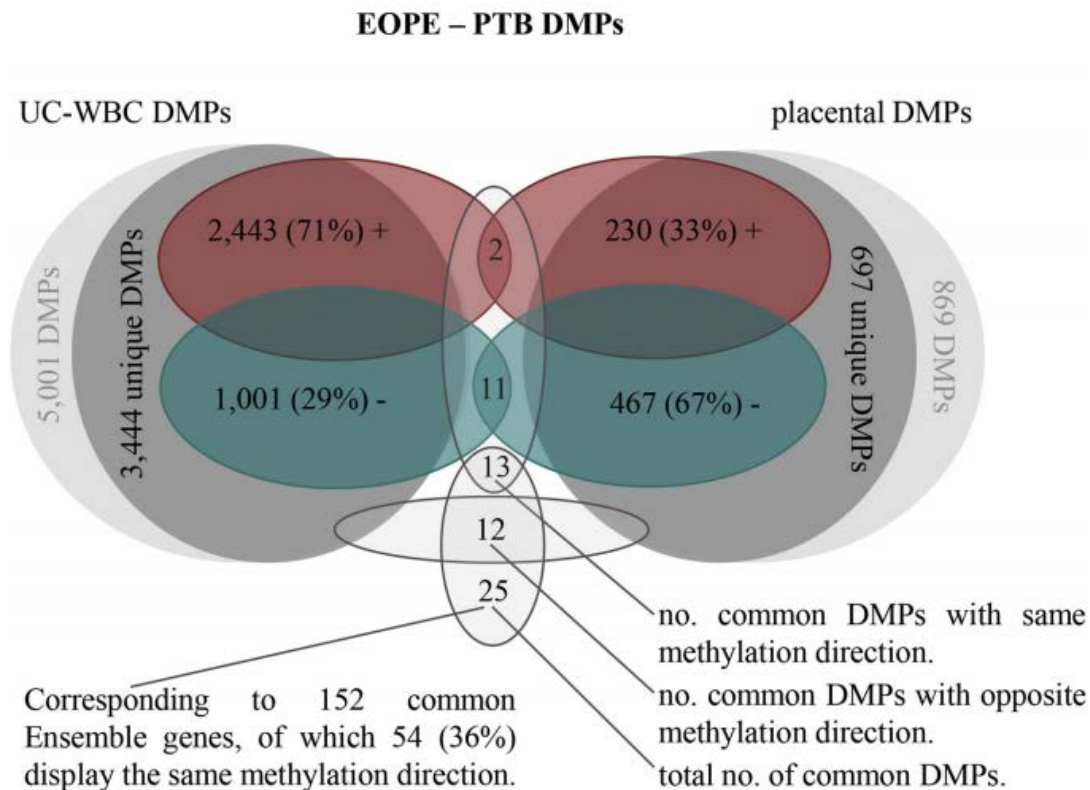 EOPE – PTB DMPs
UC-WBC DMPs
placental DMPs
5,001 DMPs
3,444 unique DMPs
2,443 (71%) +
2
230 (33%) +
1,001 (29%) -
11
467 (67%) -
697 unique DMPs
869 DMPs
13
12
25
no. common DMPs with same
methylation direction.
no. common DMPs with opposite
methylation direction.
total no. of common DMPs.
Corresponding to 152 common
Ensemble genes, of which 54 (36%)
display the same methylation direction.